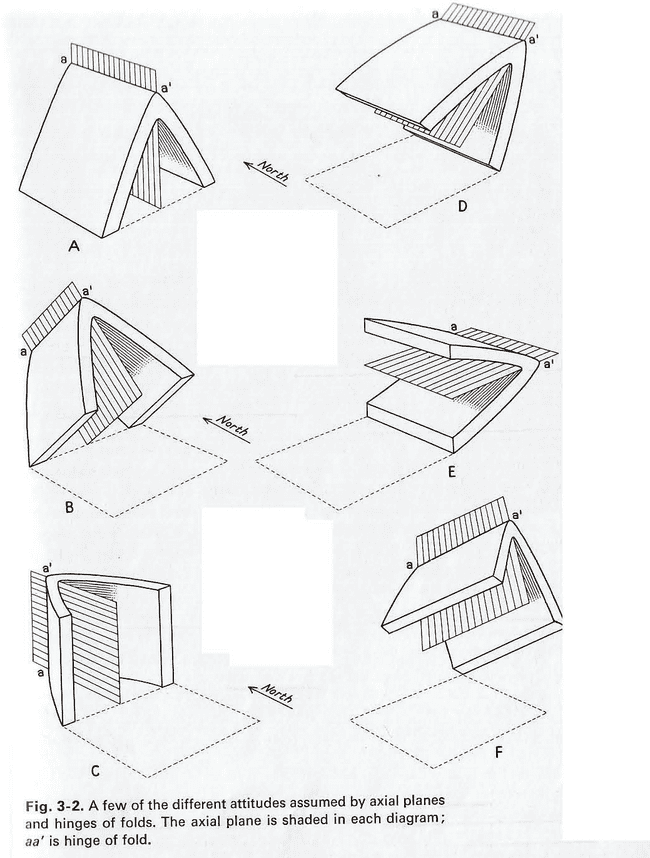 a
a'
a
a'
North
A
D
a'
a
a
a'
North
B
E
a'
a
a'
a
North
C
F
Fig. 3-2. A few of the different attitudes assumed by axial planes
and hinges of folds. The axial plane is shaded in each diagram;
aa' is hinge of fold.